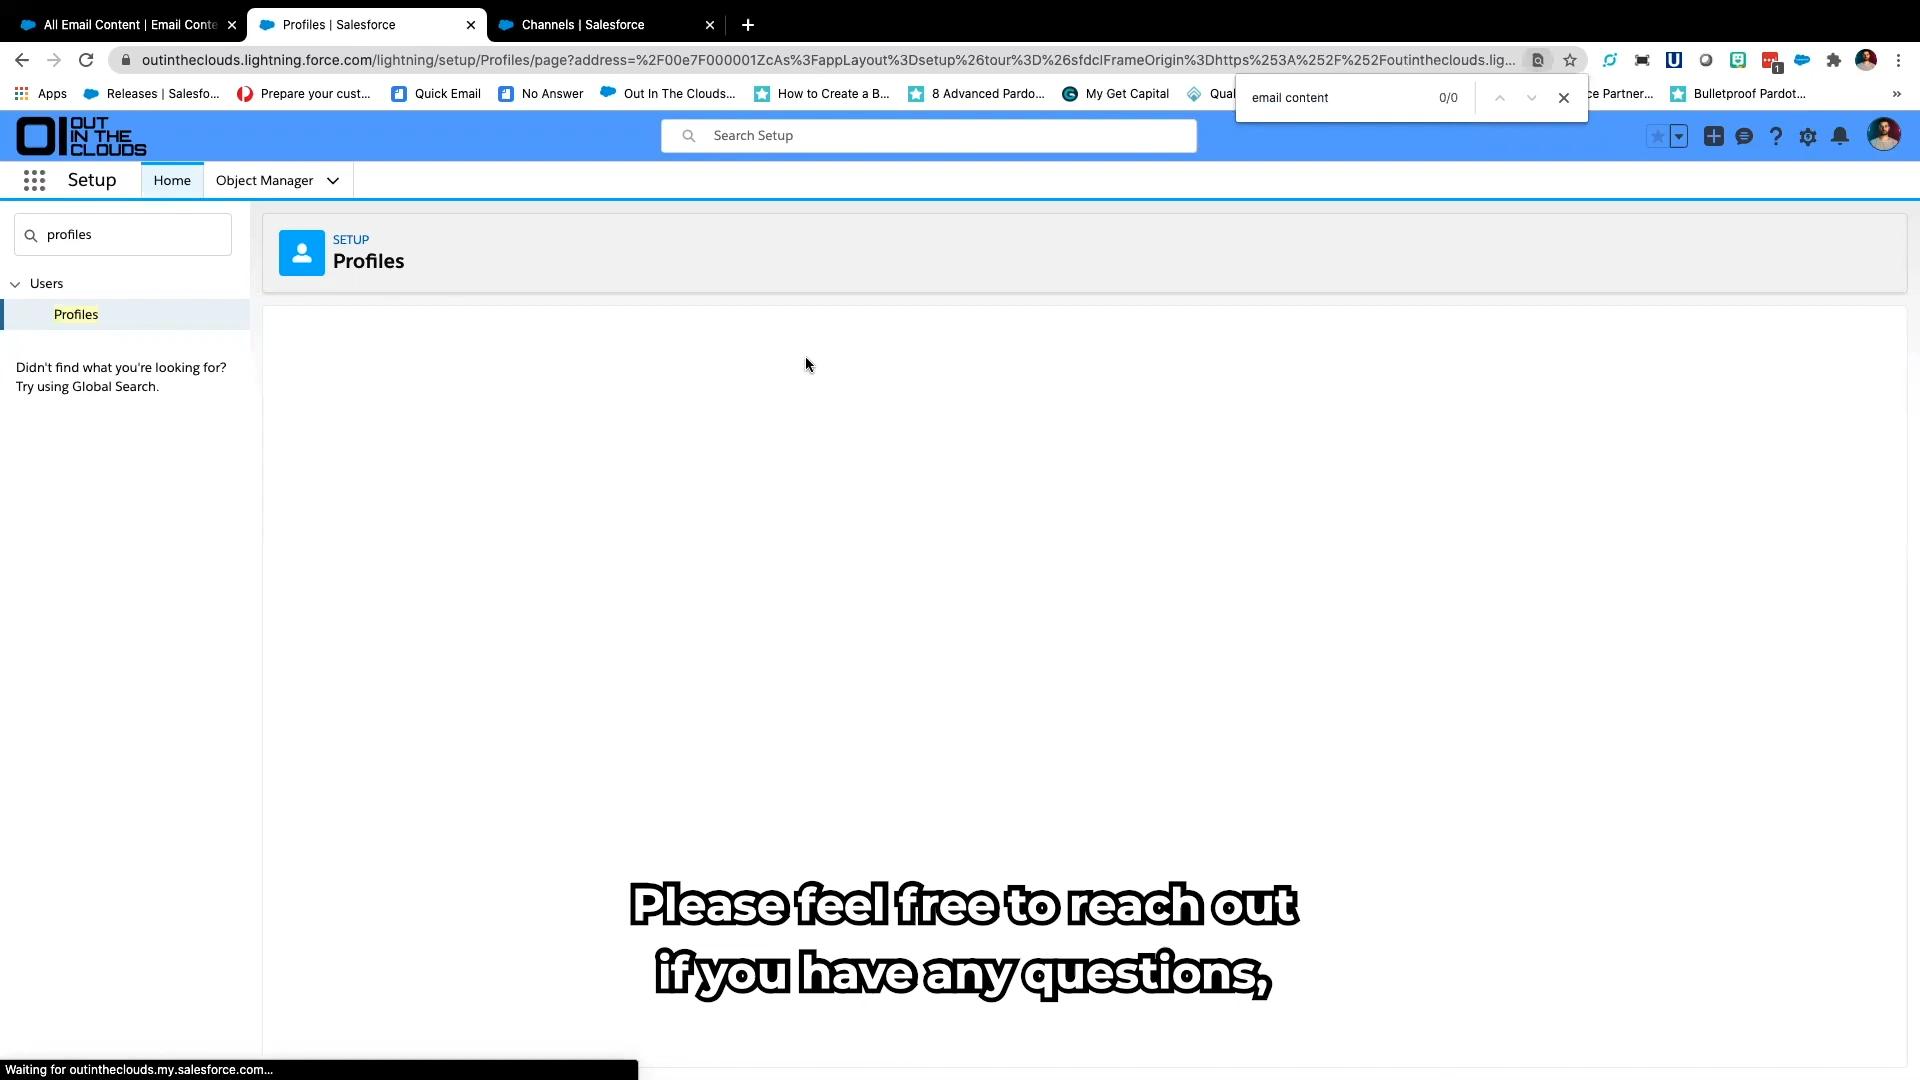 All Email Content | Email Conte
Profiles | Salesforce
Channels | Salesforce
outintheclouds.lightning.force.com/lightning/setup/Profiles/page?address=%2F00e7F000001ZcAs%3FappLayout%3Dsetup%26tour%3D%26sfdcIFrameOrigin%3Dhttps%253A%252F%252Foutintheclouds.lig...
Apps
Releases | Salesfo...
Prepare your cust...
Quick Email
No Answer
Out In The Clouds...
How to Create a B...
8 Advanced Pardo...
My Get Capital
Qual
ce Partner...
Bulletproof Pardot...
»
email content
0/0
1
OI OUT
IN THE
CLOUDS
Search Setup
Setup
Home
Object Manager
profiles
Users
Profiles
Didn't find what you're looking for?
Try using Global Search.
SETUP
Profiles
Please feel free to reach out
if you have any questions,
Waiting for outintheclouds.my.salesforce.com...